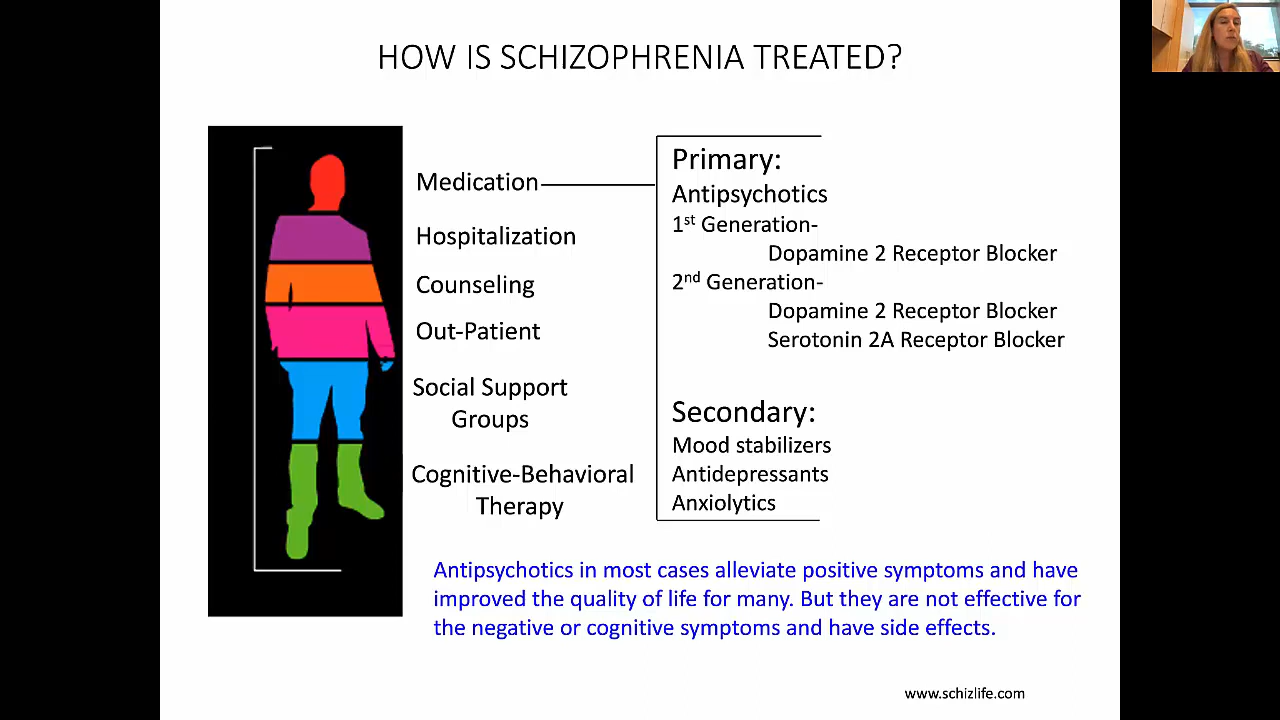 HOW IS SCHIZOPHRENIA TREATED?
Medication
Hospitalization
Counseling
Out-Patient
Social Support
Groups
Cognitive-Behavioral
Therapy
Primary:
Antipsychotics
1st Generation-
Dopamine 2 Receptor Blocker
2nd Generation-
Dopamine 2 Receptor Blocker
Serotonin 2A Receptor Blocker
Secondary:
Mood stabilizers
Antidepressants
Anxiolytics
Antipsychotics in most cases alleviate positive symptoms and have
improved the quality of life for many. But they are not effective for
the negative or cognitive symptoms and have side effects.
www.schizlife.com